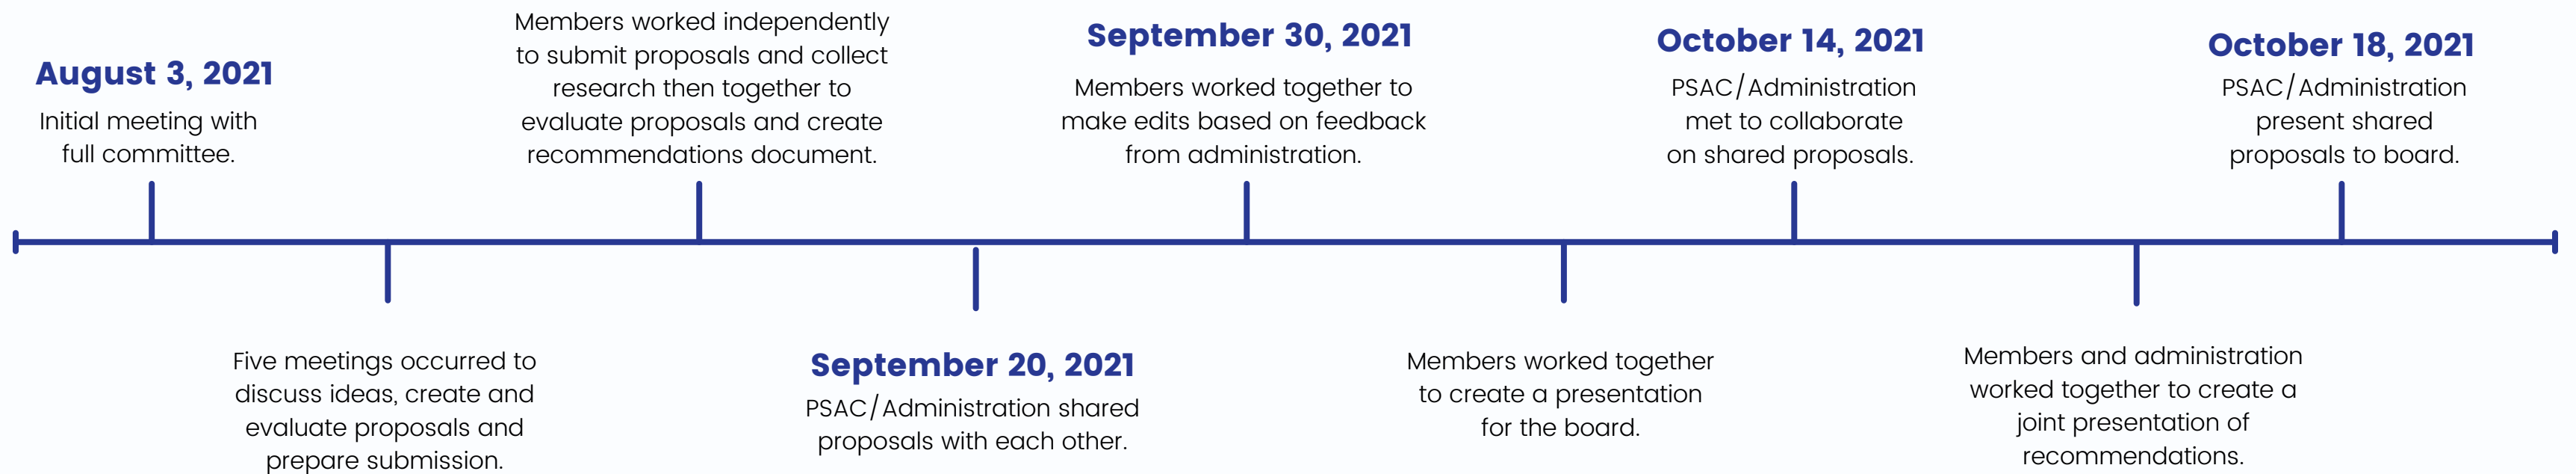 August 3, 2021
Initial meeting with
full committee.
Five meetings occurred to
discuss ideas, create and
evaluate proposals and
prepare submission.
Members worked independently
to submit proposals and collect
research then together to
evaluate proposals and create
recommendations document.
September 20, 2021
PSAC/Administration shared
proposals with each other.
September 30, 2021
Members worked together to
make edits based on feedback
from administration.
Members worked together
to create a presentation
for the board.
October 14, 2021
PSAC/Administration
met to collaborate
on shared proposals.
Members and administration
worked together to create a
joint presentation of
recommendations.
October 18, 2021
PSAC/Administration
present shared
proposals to board.